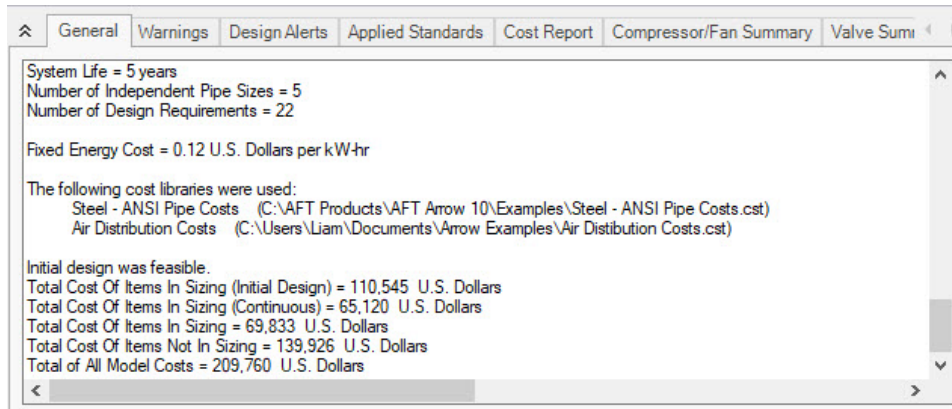 General Warnings Design Alerts Applied Standards Cost Report Compressor/Fan Summary Valve Sum
System Life = 5 years
Number of Independent Pipe Sizes = 5
Number of Design Requirements = 22
Fixed Energy Cost = 0.12 U.S. Dollars per kW-hr
The following cost libraries were used:
Steel - ANSI Pipe Costs (C:\AFT Products\AFT Arrow 10\Examples\Steel - ANSI Pipe Costs.cst)
Air Distribution Costs (C:\Users\Liam\Documents\Arrow Examples\Air Distibution Costs.cst)
Initial design was feasible.
Total Cost Of Items In Sizing (Initial Design) = 110,545 U.S. Dollars
Total Cost Of Items In Sizing (Continuous) = 65,120 U.S. Dollars
Total Cost Of Items In Sizing = 69,833 U.S. Dollars
Total Cost Of Items Not In Sizing = 139,926 U.S. Dollars
Total of All Model Costs = 209,760 U.S. Dollars